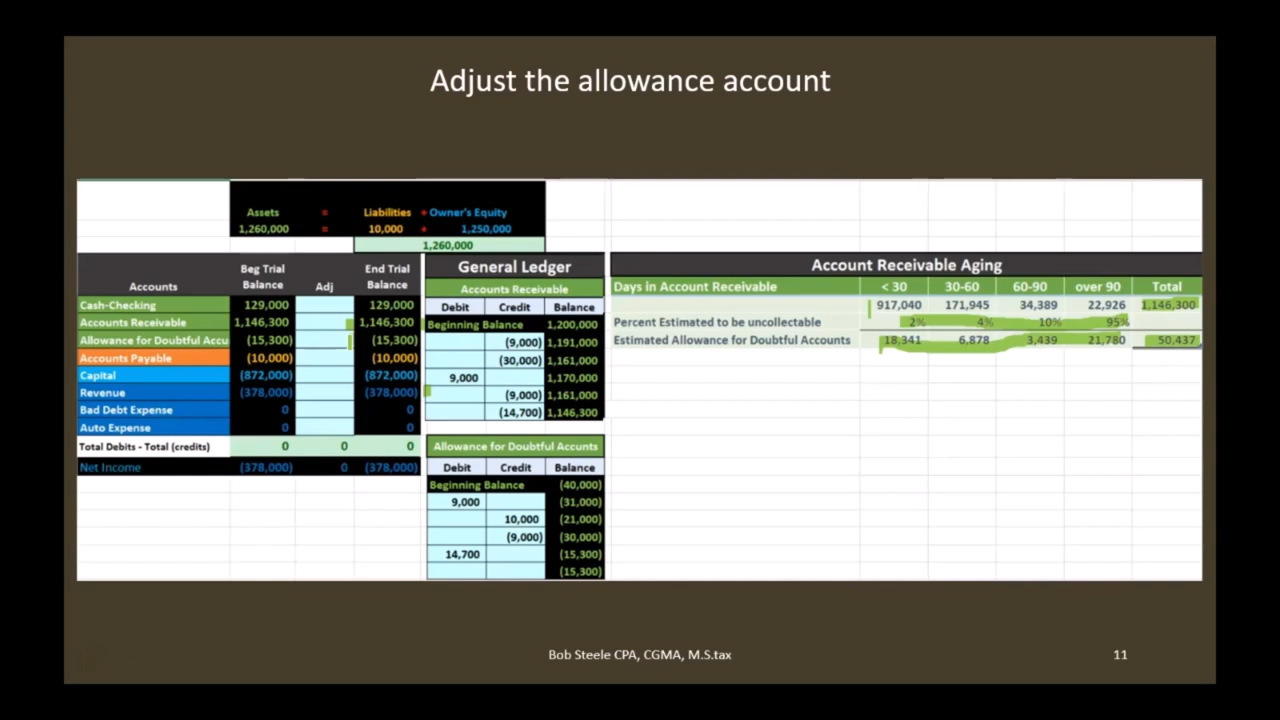 Adjust the allowance account
Assets = Liabilities + Owner's Equity
1,260,000 = 10,000 + 1,250,000
1,260,000
Accounts Beg Trial Balance Adj End Trial Balance
Cash-Checking 129,000 129,000
Accounts Receivable 1,146,300 1,146,300
Allowance for Doubtful Accu (15,300) (15,300)
Accounts Payable (10,000) (10,000)
Capital (872,000) (872,000)
Revenue (378,000) (378,000)
Bad Debt Expense 0 0
Auto Expense 0 0
Total Debits - Total (credits) 0 0 0
Net Income (378,000) 0 (378,000)
General Ledger
Accounts Receivable
Debit Credit Balance
Beginning Balance 1,200,000
(9,000) 1,191,000
(30,000) 1,161,000
9,000 1,170,000
(9,000) 1,161,000
(14,700) 1,146,300
Allowance for Doubtful Accunts
Debit Credit Balance
Beginning Balance (40,000)
9,000 (31,000)
10,000 (21,000)
(9,000) (30,000)
14,700 (15,300)
(15,300)
Account Receivable Aging
Days in Account Receivable < 30 30-60 60-90 over 90 Total
917,040 171,945 34,389 22,926 1,146,300
Percent Estimated to be uncollectable 2% 4% 10% 95%
Estimated Allowance for Doubtful Accounts 18,341 6,878 3,439 21,780 50,437
Bob Steele CPA, CGMA, M.S.tax
11